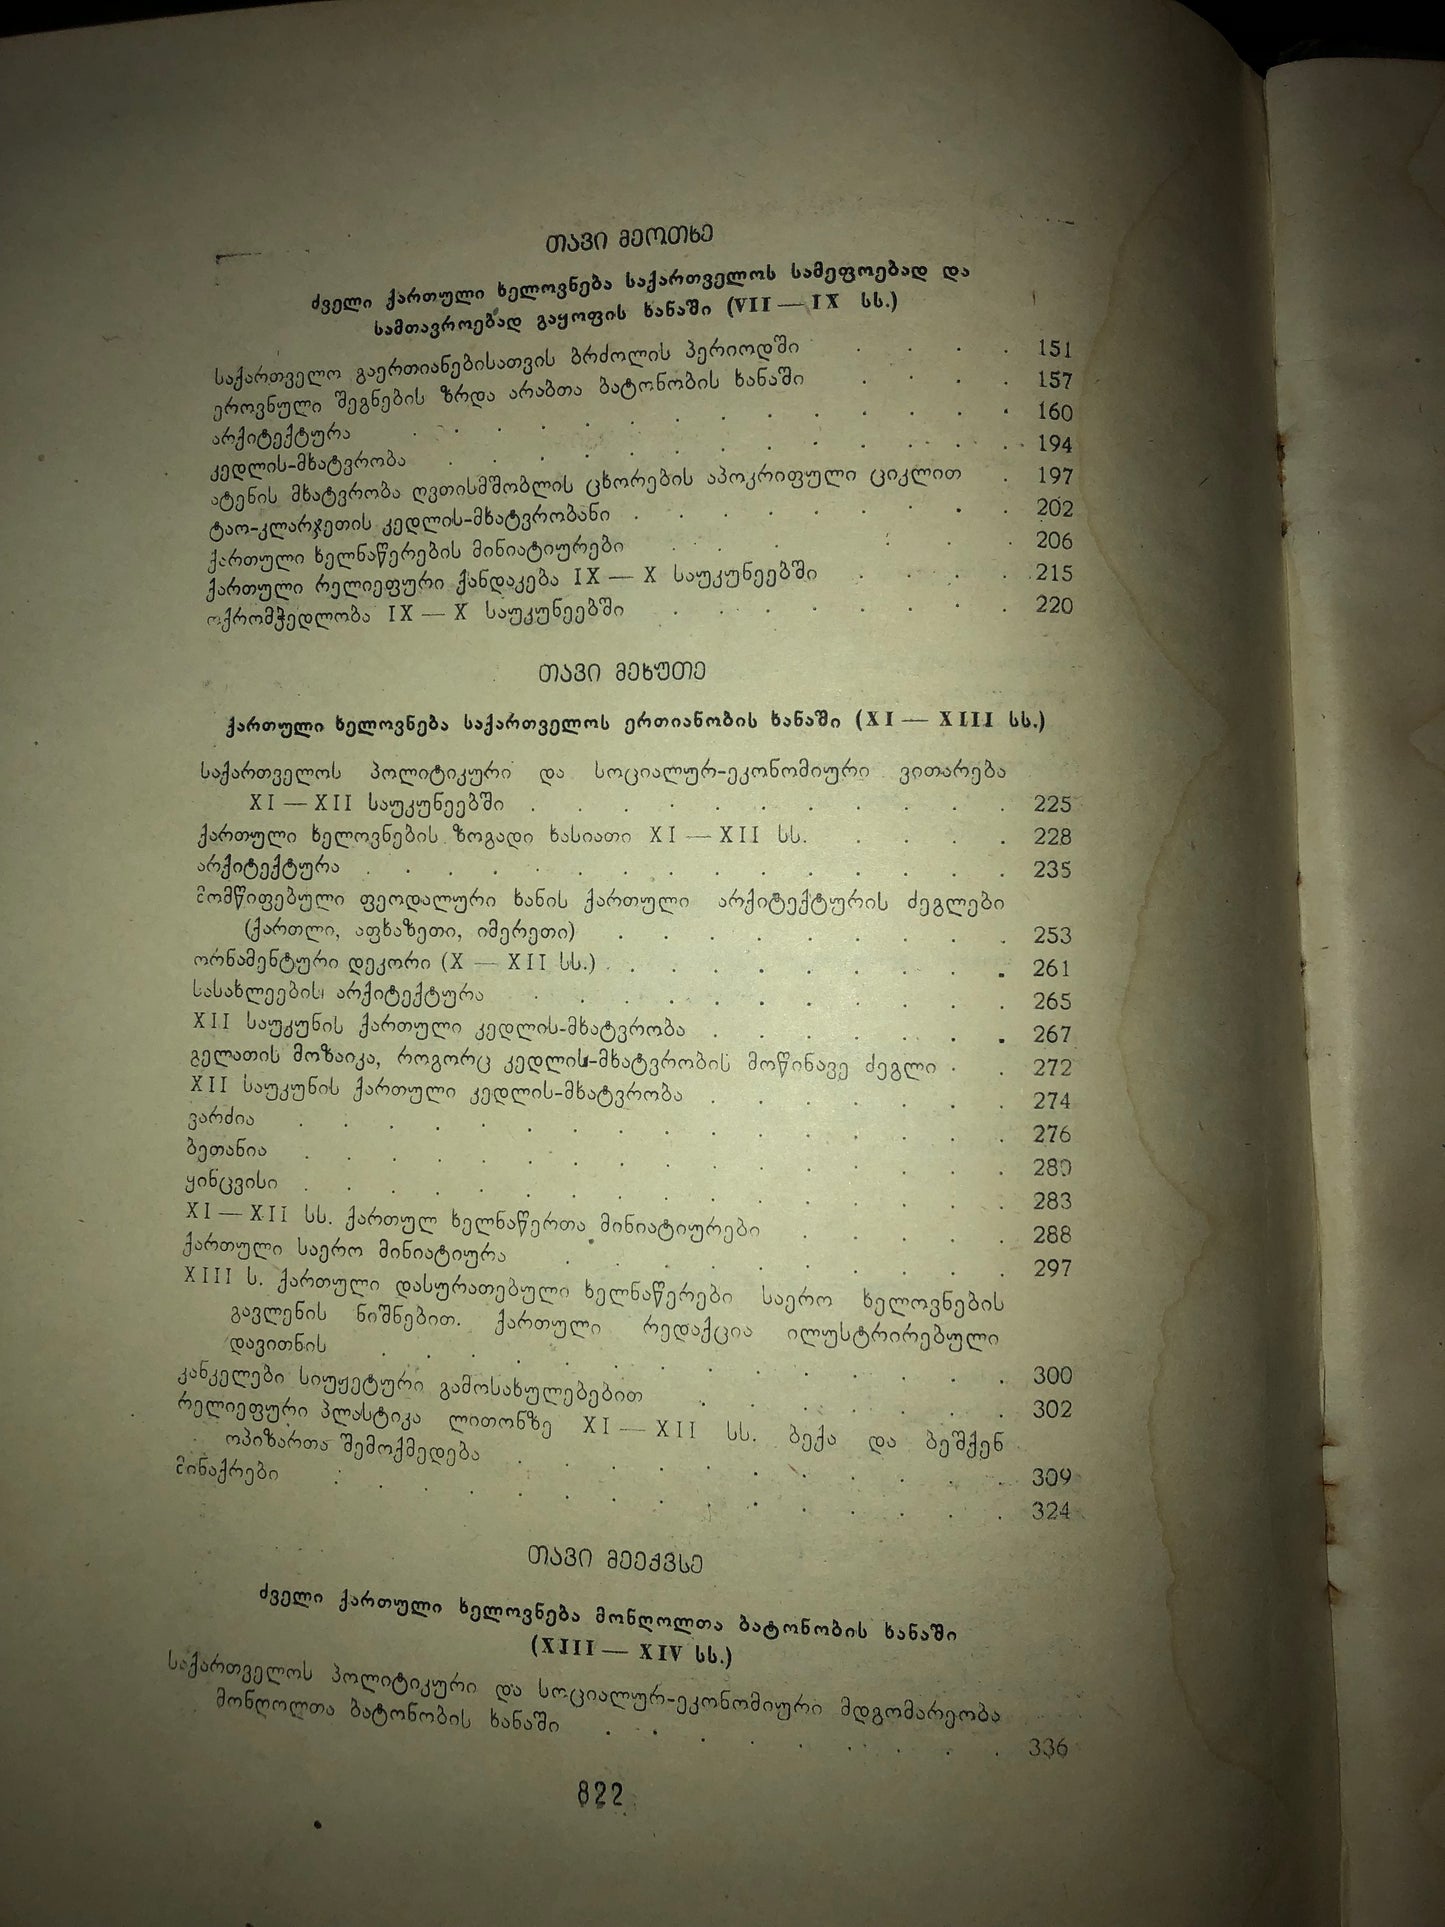 თავი მეოთხე
ძველი ქართული ხელოვნება საქართველოს სამეფოებად და
სამთავროებად გაყოფის ხანაში (VII — IX სს.)
საქართველო გაერთიანებისათვის ბრძოლის პერიოდში . . . . 151
ეროვნული შეგნების ზრდა არაბთა ბატონობის ხანაში . . . . 157
არქიტექტურა . . . . . . . . . . . . . 160
კედლის-მხატვრობა . . . . . . . . . . . . 194
ატენის მხატვრობა ღვთისმშობლის ცხორების აპოკრიფული ციკლით . 197
ტაო-კლარჯეთის კედლის-მხატვრობანი . . . . . . . . . 202
ქართული ხელნაწერების მინიატიურები . . . . . . 206
ქართული რელიეფური ქანდაკება IX — X საუკუნეებში . . . . 215
ოქრომჭედლობა IX — X საუკუნეებში . . . . . . . . 220
თავი მეხუთე
ქართული ხელოვნება საქართველოს ერთიანობის ხანაში (XI — XIII სს.)
საქართველოს პოლიტიკური და სოციალურ-ეკონომიური ვითარება
XI — XII საუკუნეებში . . . . . . . . . . . 225
ქართული ხელოვნების ზოგადი ხასიათი XI — XII სს. . . . . 228
არქიტექტურა . . . . . . . . . . . . . . . 235
მომწიფებული ფეოდალური ხანის ქართული არქიტექტურის ძეგლები
(ქართლი, აფხაზეთი, იმერეთი) . . . . . . . . . 253
ორნამენტური დეკორი (X — XII სს.) . . . . . . . . . 261
სასახლეების არქიტექტურა . . . . . . . . . . . 265
XII საუკუნის ქართული კედლის-მხატვრობა . . . . . . . 267
გელათის მოზაიკა, როგორც კედლის-მხატვრობის მოწინავე ძეგლი . . 272
XII საუკუნის ქართული კედლის-მხატვრობა . . . . . . . 274
ვარძია . . . . . . . . . . . . . . . . 276
ბეთანია . . . . . . . . . . . . . . . . 280
ყინცვისი . . . . . . . . . . . . . . . . 283
XI — XII სს. ქართულ ხელნაწერთა მინიატიურები . . . . . 288
ქართული საერო მინიატიურა . . . . . . . . . . 297
XIII ს. ქართული დასურათებული ხელნაწერები საერო ხელოვნების
გავლენის ნიშნებით. ქართული რედაქცია ილუსტრირებული
დავითნის . . . . . . . . . . . . . . 300
კანკელები სიუჟეტური გამოსახულებებით . . . . . . . 302
რელიეფური პლასტიკა ლითონზე XI — XII სს. ბექა და ბეშქენ
ოპიზართა შემოქმედება . . . . . . . . . . . 309
მინაქრები . . . . . . . . . . . . . . . 324
თავი მეექვსე
ძველი ქართული ხელოვნება მონღოლთა ბატონობის ხანაში
(XIII — XIV სს.)
საქართველოს პოლიტიკური და სოციალურ-ეკონომიური მდგომარეობა
მონღოლთა ბატონობის ხანაში . . . . . . . . . 336
822